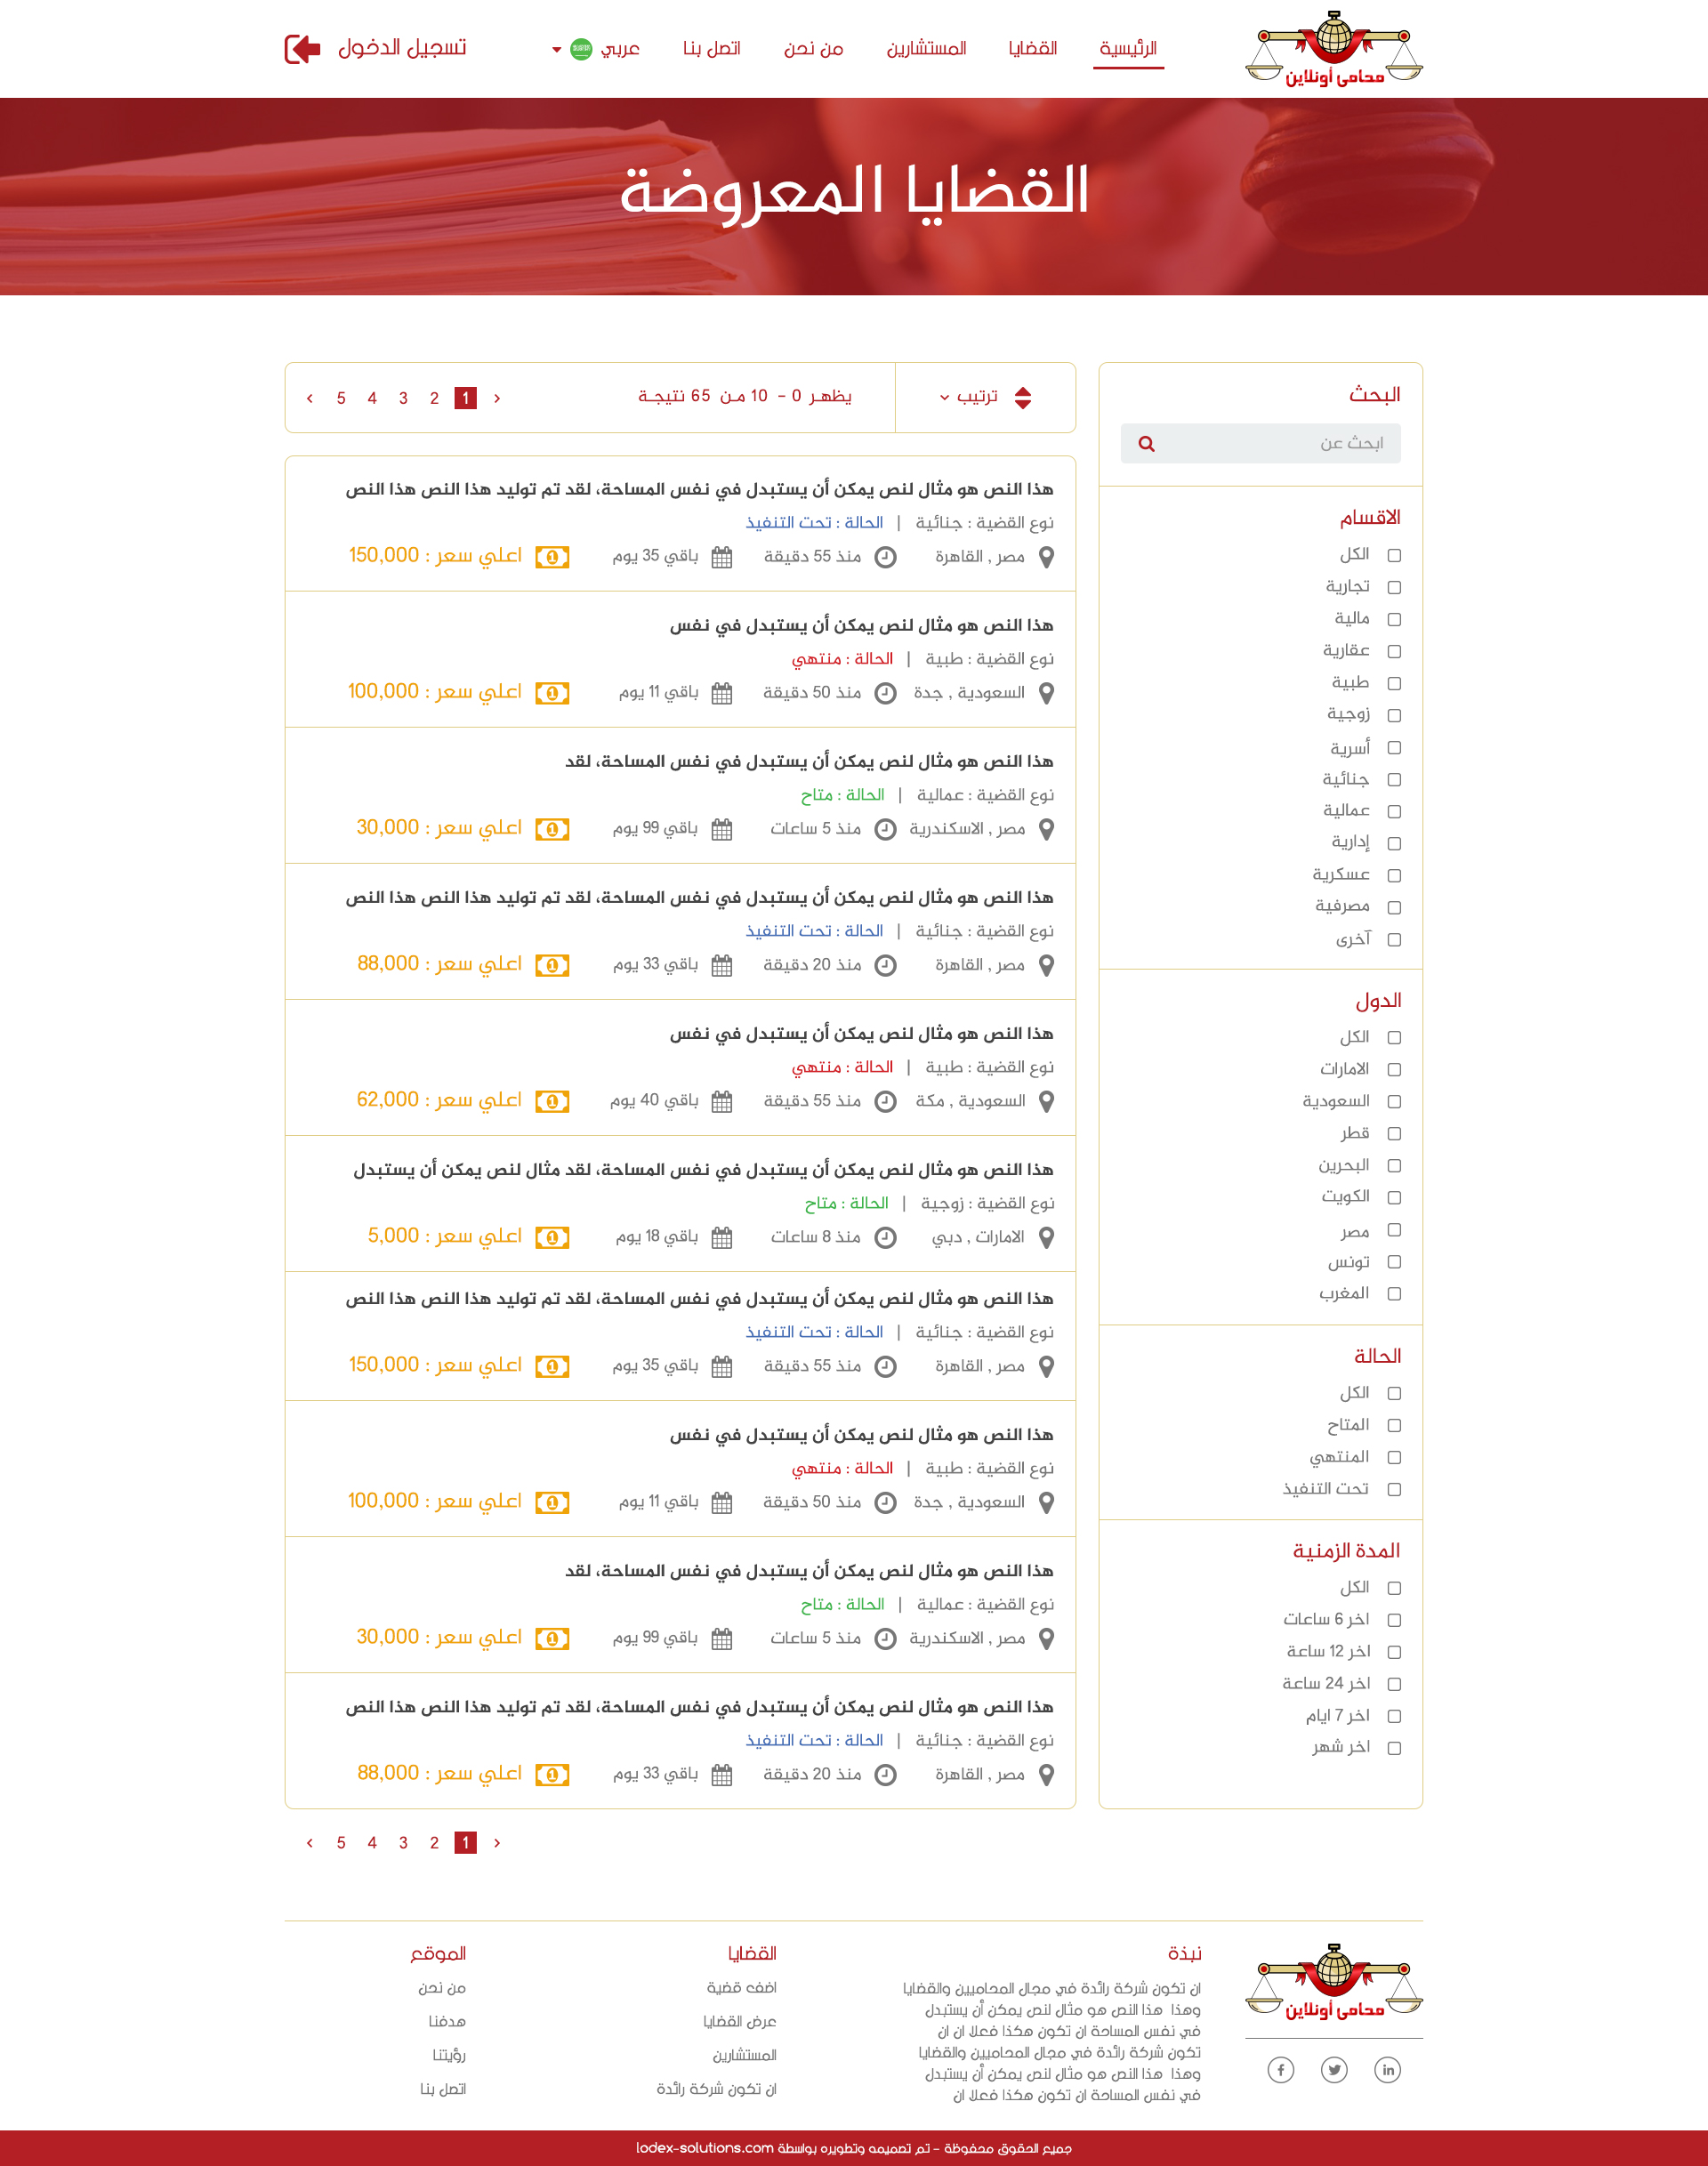 محامى أونلاين
الرئيسية
القضايا
المستشارين
من نحن
اتصل بنا
عربي
تسجيل الدخول
القضايا المعروضة
البحث
ابحث عن
الاقسام
الكل
تجارية
مالية
عقارية
طبية
زوجية
أسرية
جنائية
عمالية
إدارية
عسكرية
مصرفية
آخرى
الدول
الكل
الامارات
السعودية
قطر
البحرين
الكويت
مصر
تونس
المغرب
الحالة
الكل
المتاح
المنتهي
تحت التنفيذ
المدة الزمنية
الكل
اخر 6 ساعات
اخر 12 ساعة
اخر 24 ساعة
اخر 7 ايام
اخر شهر
ترتيب
يظهر 0 - 10 من 65 نتيجة
1 2 3 4 5
هذا النص هو مثال لنص يمكن أن يستبدل في نفس المساحة، لقد تم توليد هذا النص هذا النص
نوع القضية : جنائية | الحالة : تحت التنفيذ
مصر , القاهرة منذ 55 دقيقة باقي 35 يوم اعلي سعر : 150,000
هذا النص هو مثال لنص يمكن أن يستبدل في نفس
نوع القضية : طبية | الحالة : منتهي
السعودية , جدة منذ 50 دقيقة باقي 11 يوم اعلي سعر : 100,000
هذا النص هو مثال لنص يمكن أن يستبدل في نفس المساحة، لقد
نوع القضية : عمالية | الحالة : متاح
مصر , الاسكندرية منذ 5 ساعات باقي 99 يوم اعلي سعر : 30,000
هذا النص هو مثال لنص يمكن أن يستبدل في نفس المساحة، لقد تم توليد هذا النص هذا النص
نوع القضية : جنائية | الحالة : تحت التنفيذ
مصر , القاهرة منذ 20 دقيقة باقي 33 يوم اعلي سعر : 88,000
هذا النص هو مثال لنص يمكن أن يستبدل في نفس
نوع القضية : طبية | الحالة : منتهي
السعودية , مكة منذ 55 دقيقة باقي 40 يوم اعلي سعر : 62,000
هذا النص هو مثال لنص يمكن أن يستبدل في نفس المساحة، لقد مثال لنص يمكن أن يستبدل
نوع القضية : زوجية | الحالة : متاح
الامارات , دبي منذ 8 ساعات باقي 18 يوم اعلي سعر : 5,000
هذا النص هو مثال لنص يمكن أن يستبدل في نفس المساحة، لقد تم توليد هذا النص هذا النص
نوع القضية : جنائية | الحالة : تحت التنفيذ
مصر , القاهرة منذ 55 دقيقة باقي 35 يوم اعلي سعر : 150,000
هذا النص هو مثال لنص يمكن أن يستبدل في نفس
نوع القضية : طبية | الحالة : منتهي
السعودية , جدة منذ 50 دقيقة باقي 11 يوم اعلي سعر : 100,000
هذا النص هو مثال لنص يمكن أن يستبدل في نفس المساحة، لقد
نوع القضية : عمالية | الحالة : متاح
مصر , الاسكندرية منذ 5 ساعات باقي 99 يوم اعلي سعر : 30,000
هذا النص هو مثال لنص يمكن أن يستبدل في نفس المساحة، لقد تم توليد هذا النص هذا النص
نوع القضية : جنائية | الحالة : تحت التنفيذ
مصر , القاهرة منذ 20 دقيقة باقي 33 يوم اعلي سعر : 88,000
1 2 3 4 5
محامى أونلاين
نبذة
ان تكون شركة رائدة في مجال المحاميين والقضايا
وهذا هذا النص هو مثال لنص يمكن أن يستبدل
في نفس المساحة ان تكون هكذا فعلا ان ان
تكون شركة رائدة في مجال المحاميين والقضايا
وهذا هذا النص هو مثال لنص يمكن أن يستبدل
في نفس المساحة ان تكون هكذا فعلا ان
القضايا
اضف قضية
عرض القضايا
المستشارين
ان تكون شركة رائدة
الموقع
من نحن
هدفنا
رؤيتنا
اتصل بنا
جميع الحقوق محفوظة - تم تصميمه وتطويره بواسطة lodex-solutions.com